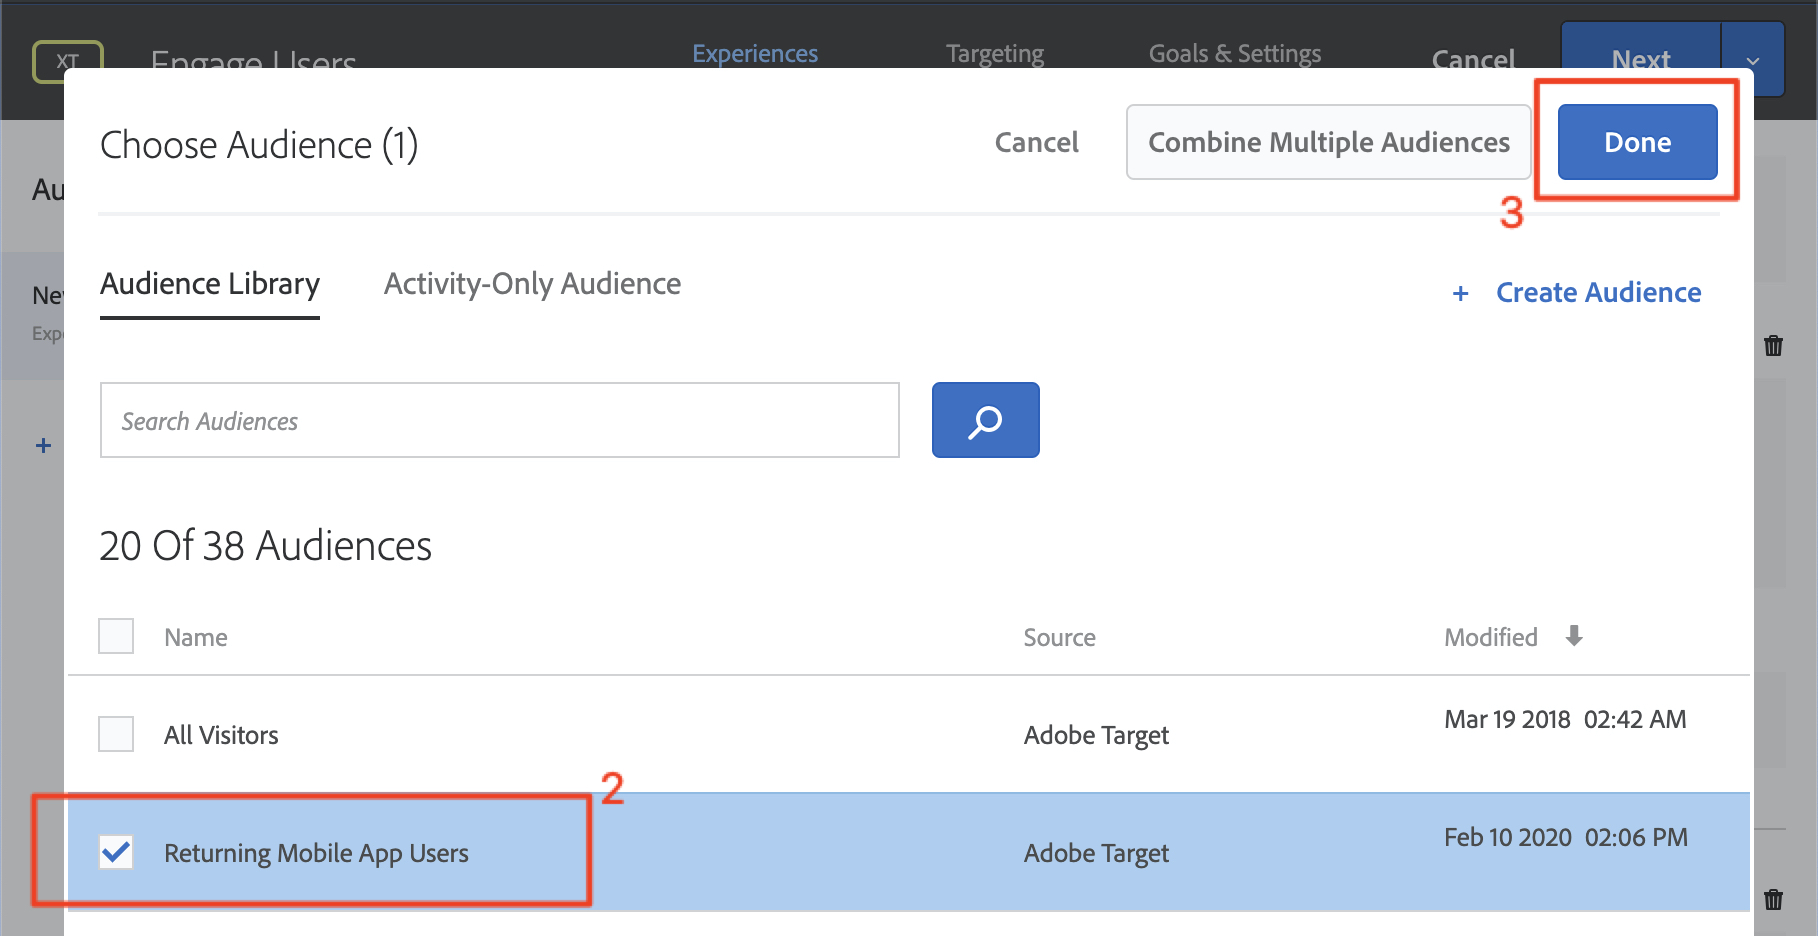 XT Engage Users Experiences Targeting Goals & Settings Cancel Next
Choose Audience (1) Cancel Combine Multiple Audiences Done
3
Audience Library Activity-Only Audience + Create Audience
Search Audiences
20 Of 38 Audiences
Name Source Modified
All Visitors Adobe Target Mar 19 2018 02:42 AM
2
Returning Mobile App Users Adobe Target Feb 10 2020 02:06 PM